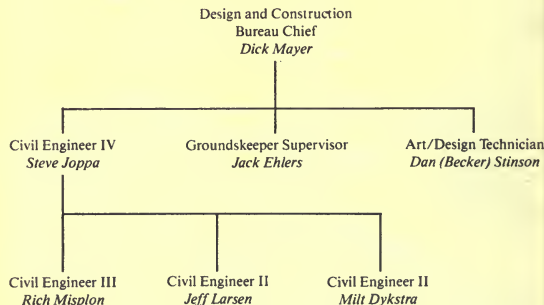 Design and Construction
Bureau Chief
Dick Mayer
Civil Engineer IV
Steve Joppa
Groundskeeper Supervisor
Jack Ehlers
Art/Design Technician
Dan (Becker) Stinson
Civil Engineer III
Rich Misplon
Civil Engineer II
Jeff Larsen
Civil Engineer II
Milt Dykstra